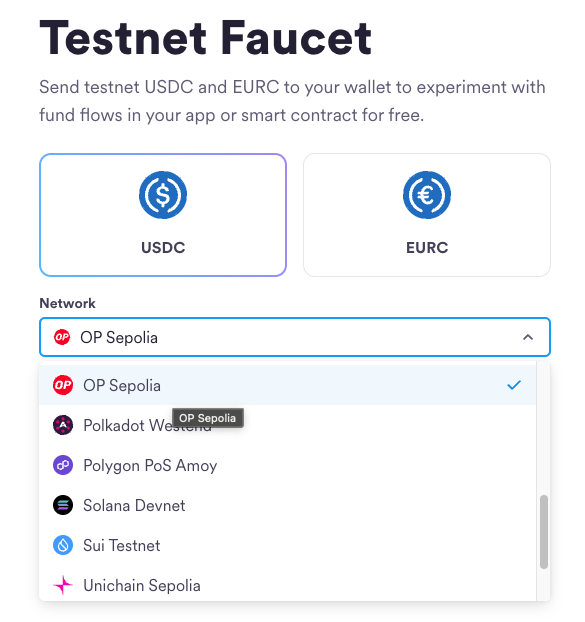 Testnet Faucet
Send testnet USDC and EURC to your wallet to experiment with
fund flows in your app or smart contract for free.
USDC
EURC
Network
OP Sepolia
OP Sepolia
OP Sepolia
Polkadot Westend
Polygon PoS Amoy
Solana Devnet
Sui Testnet
Unichain Sepolia